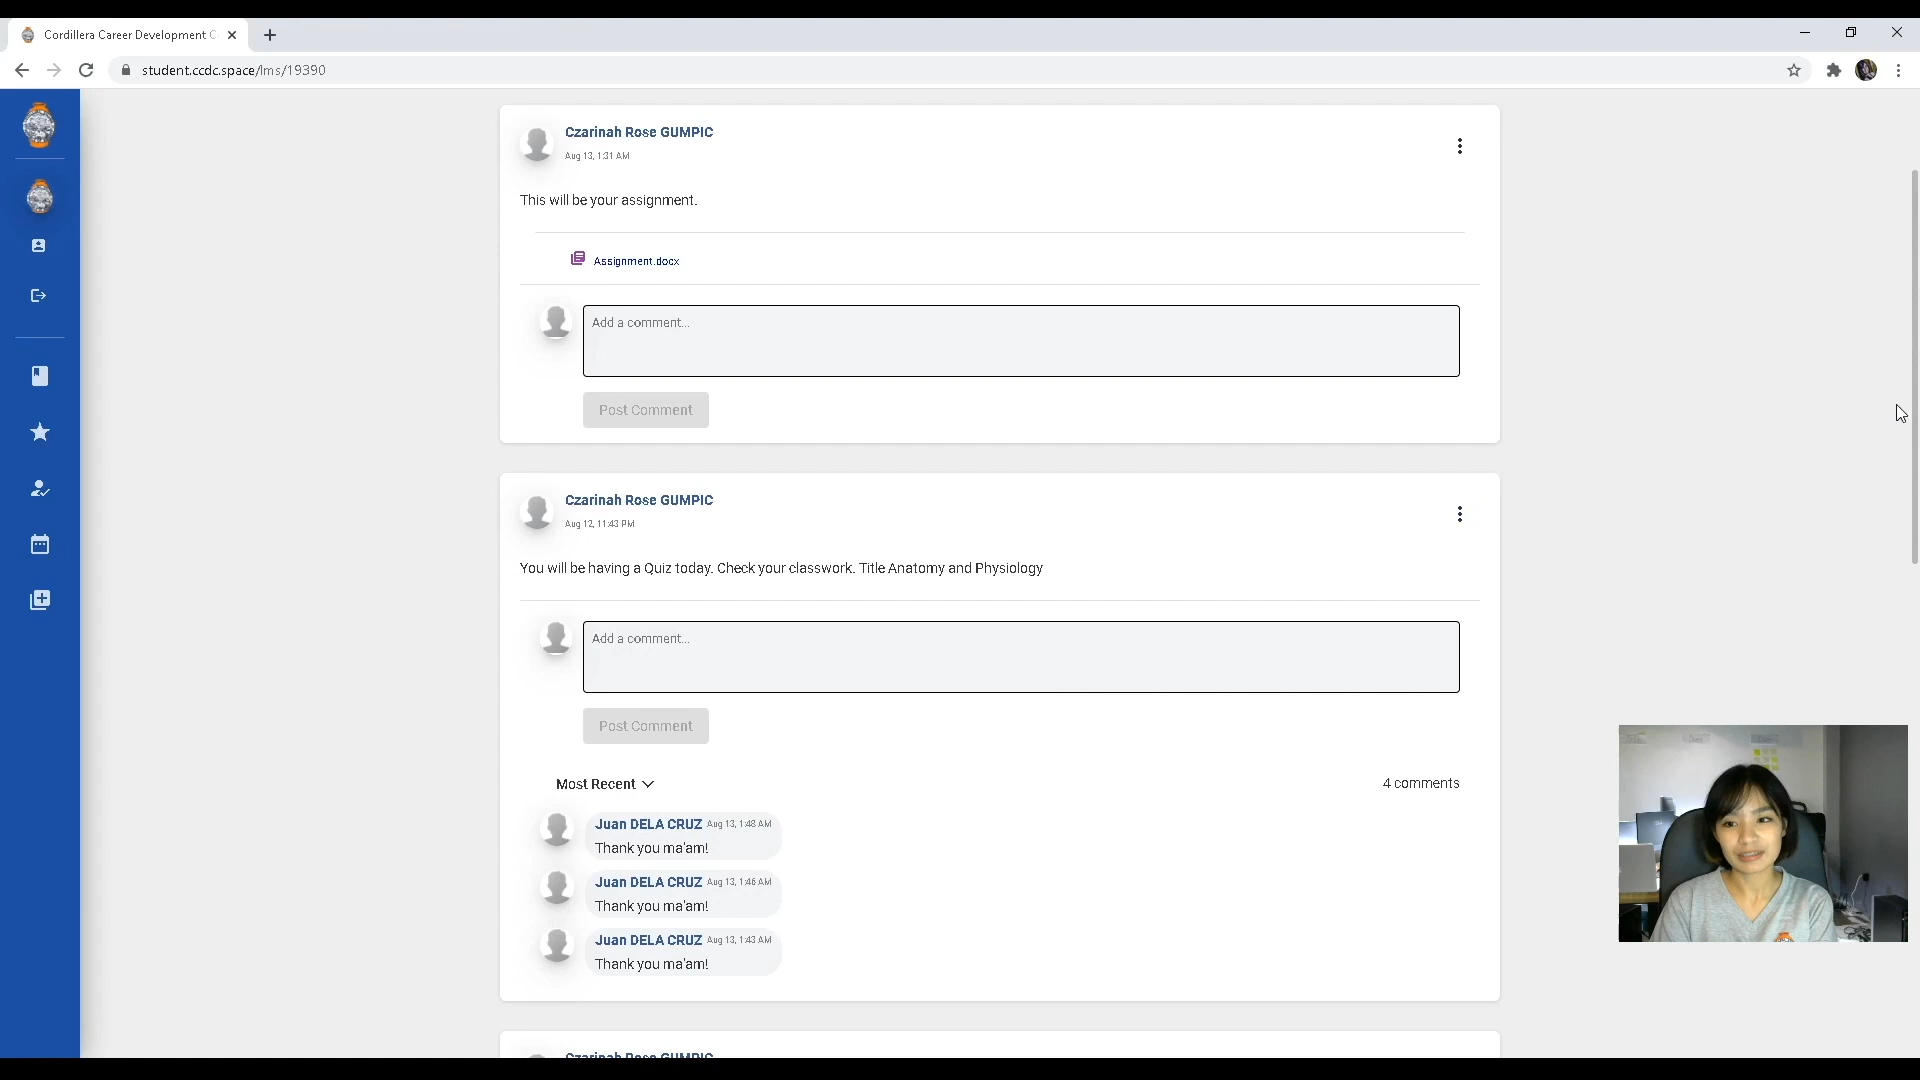 Cordillera Career Development C
student.ccdc.space/lms/19390
Czarinah Rose GUMPIC
Aug 13, 1:31 AM
This will be your assignment.
Assignment.docx
Add a comment...
Post Comment
Czarinah Rose GUMPIC
Aug 12, 11:43 PM
You will be having a Quiz today. Check your classwork. Title Anatomy and Physiology
Add a comment...
Post Comment
Most Recent
4 comments
Juan DELA CRUZ Aug 13, 1:48 AM
Thank you ma'am!
Juan DELA CRUZ Aug 13, 1:46 AM
Thank you ma'am!
Juan DELA CRUZ Aug 13, 1:43 AM
Thank you ma'am!
Czarinah Rose GUMPIC